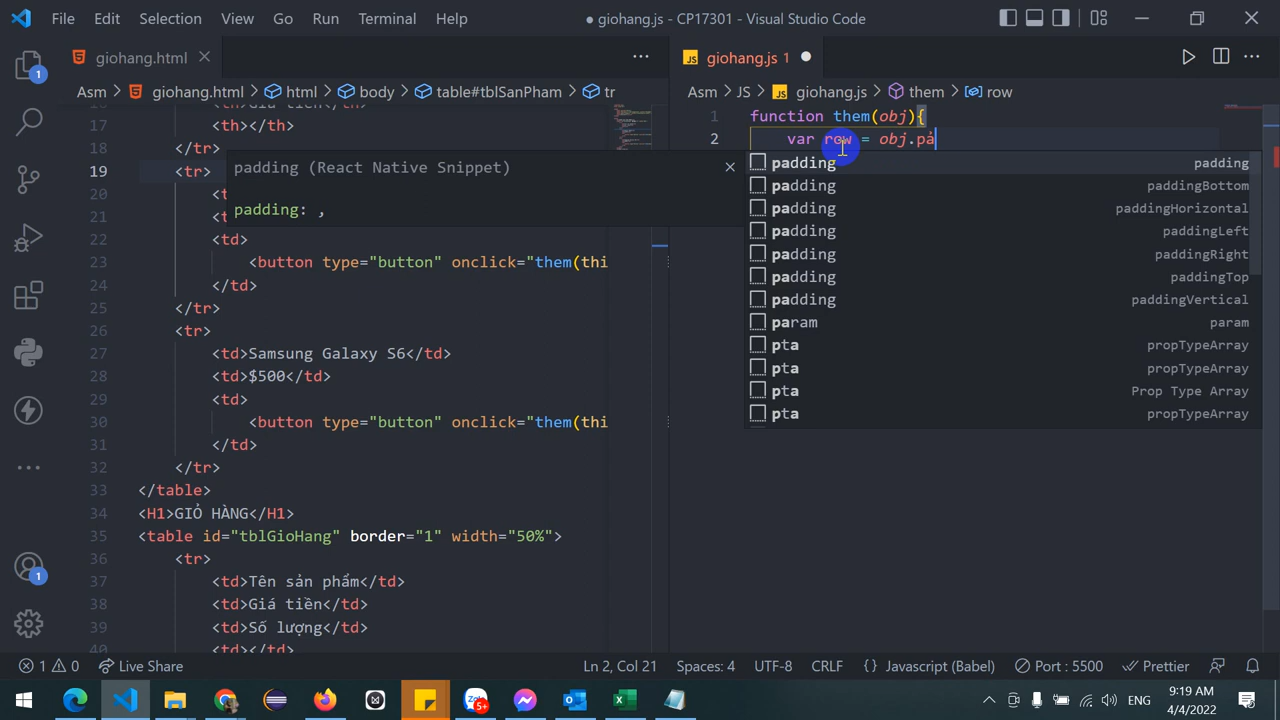 File Edit Selection View Go Run Terminal Help
● giohang.js - CP17301 - Visual Studio Code
giohang.html
Asm giohang.html html body table#tblSanPham tr
17 <th></th>
18 </tr>
19 <tr>
20
21
22 <td>
23 <button type="button" onclick="them(thi
24 </td>
25 </tr>
26 <tr>
27 <td>Samsung Galaxy S6</td>
28 <td>$500</td>
29 <td>
30 <button type="button" onclick="them(thi
31 </td>
32 </tr>
33 </table>
34 <H1>GIỎ HÀNG</H1>
35 <table id="tblGioHang" border="1" width="50%">
36 <tr>
37 <td>Tên sản phẩm</td>
38 <td>Giá tiền</td>
39 <td>Số lượng</td>
padding (React Native Snippet)
padding: ,
JS giohang.js 1 ●
Asm JS JS giohang.js them row
1 function them(obj){
2 var row = obj.pả
padding padding
padding paddingBottom
padding paddingHorizontal
padding paddingLeft
padding paddingRight
padding paddingTop
padding paddingVertical
param param
pta propTypeArray
pta propTypeArray
pta Prop Type Array
pta propTypeArray
1
1
1 0 Live Share Ln 2, Col 21 Spaces: 4 UTF-8 CRLF {} Javascript (Babel) Port : 5500 Prettier
Zalo 5+ ENG 9:19 AM
4/4/2022